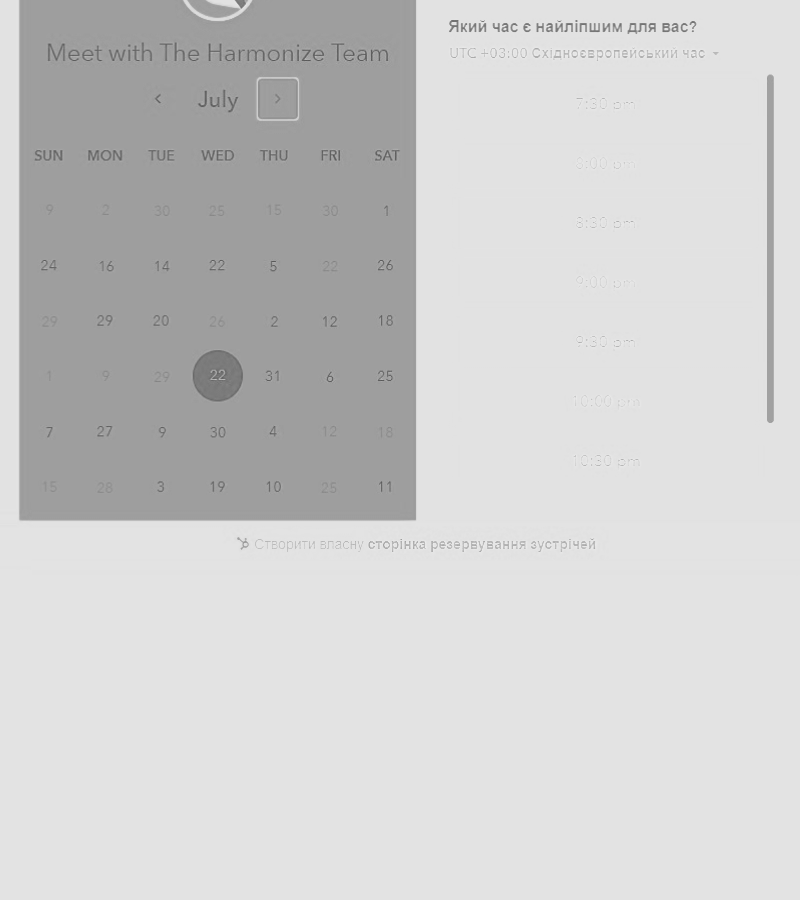 Meet with The Harmonize Team
July
SUN MON TUE WED THU FRI SAT
9 2 30 25 15 30 1
24 16 14 22 5 22 26
29 29 20 26 2 12 18
1 9 29 22 31 6 25
7 27 9 30 4 12 18
15 28 3 19 10 25 11
Який час є найліпшим для вас?
UTC +03:00 Східноєвропейський час
7:30 pm
8:00 pm
8:30 pm
9:00 pm
9:30 pm
10:00 pm
10:30 pm
Створити власну сторінка резервування зустрічей